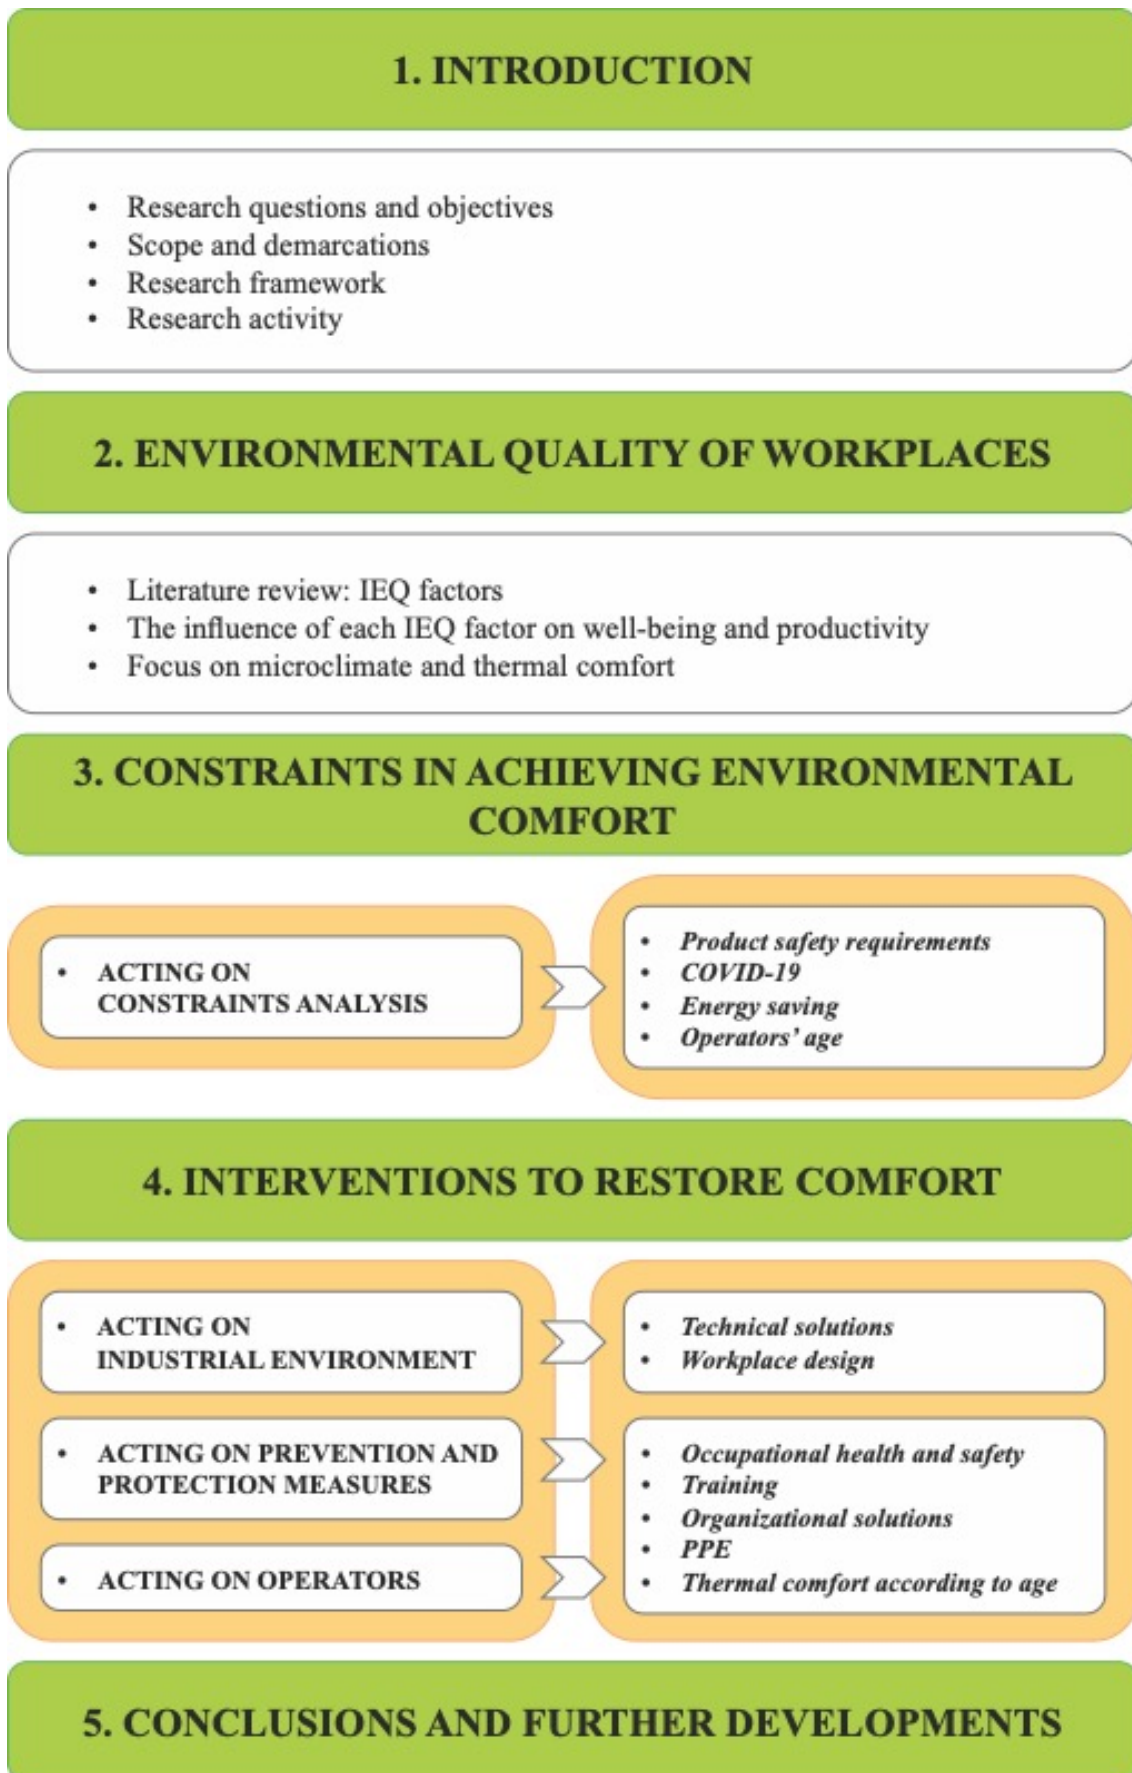 1. INTRODUCTION
• Research questions and objectives
• Scope and demarcations
• Research framework
• Research activity
2. ENVIRONMENTAL QUALITY OF WORKPLACES
• Literature review: IEQ factors
• The influence of each IEQ factor on well-being and productivity
• Focus on microclimate and thermal comfort
3. CONSTRAINTS IN ACHIEVING ENVIRONMENTAL
COMFORT
• ACTING ON
CONSTRAINTS ANALYSIS
• Product safety requirements
• COVID-19
• Energy saving
• Operators’ age
4. INTERVENTIONS TO RESTORE COMFORT
• ACTING ON
INDUSTRIAL ENVIRONMENT
• Technical solutions
• Workplace design
• ACTING ON PREVENTION AND
PROTECTION MEASURES
• ACTING ON OPERATORS
• Occupational health and safety
• Training
• Organizational solutions
• PPE
• Thermal comfort according to age
5. CONCLUSIONS AND FURTHER DEVELOPMENTS